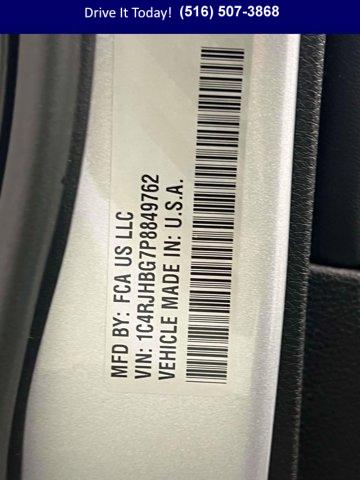 Drive It Today! (516) 507-3868
MFD BY: FCA US LLC
VIN: 1C4RJHBG7P8849762
VEHICLE MADE IN: U.S.A.